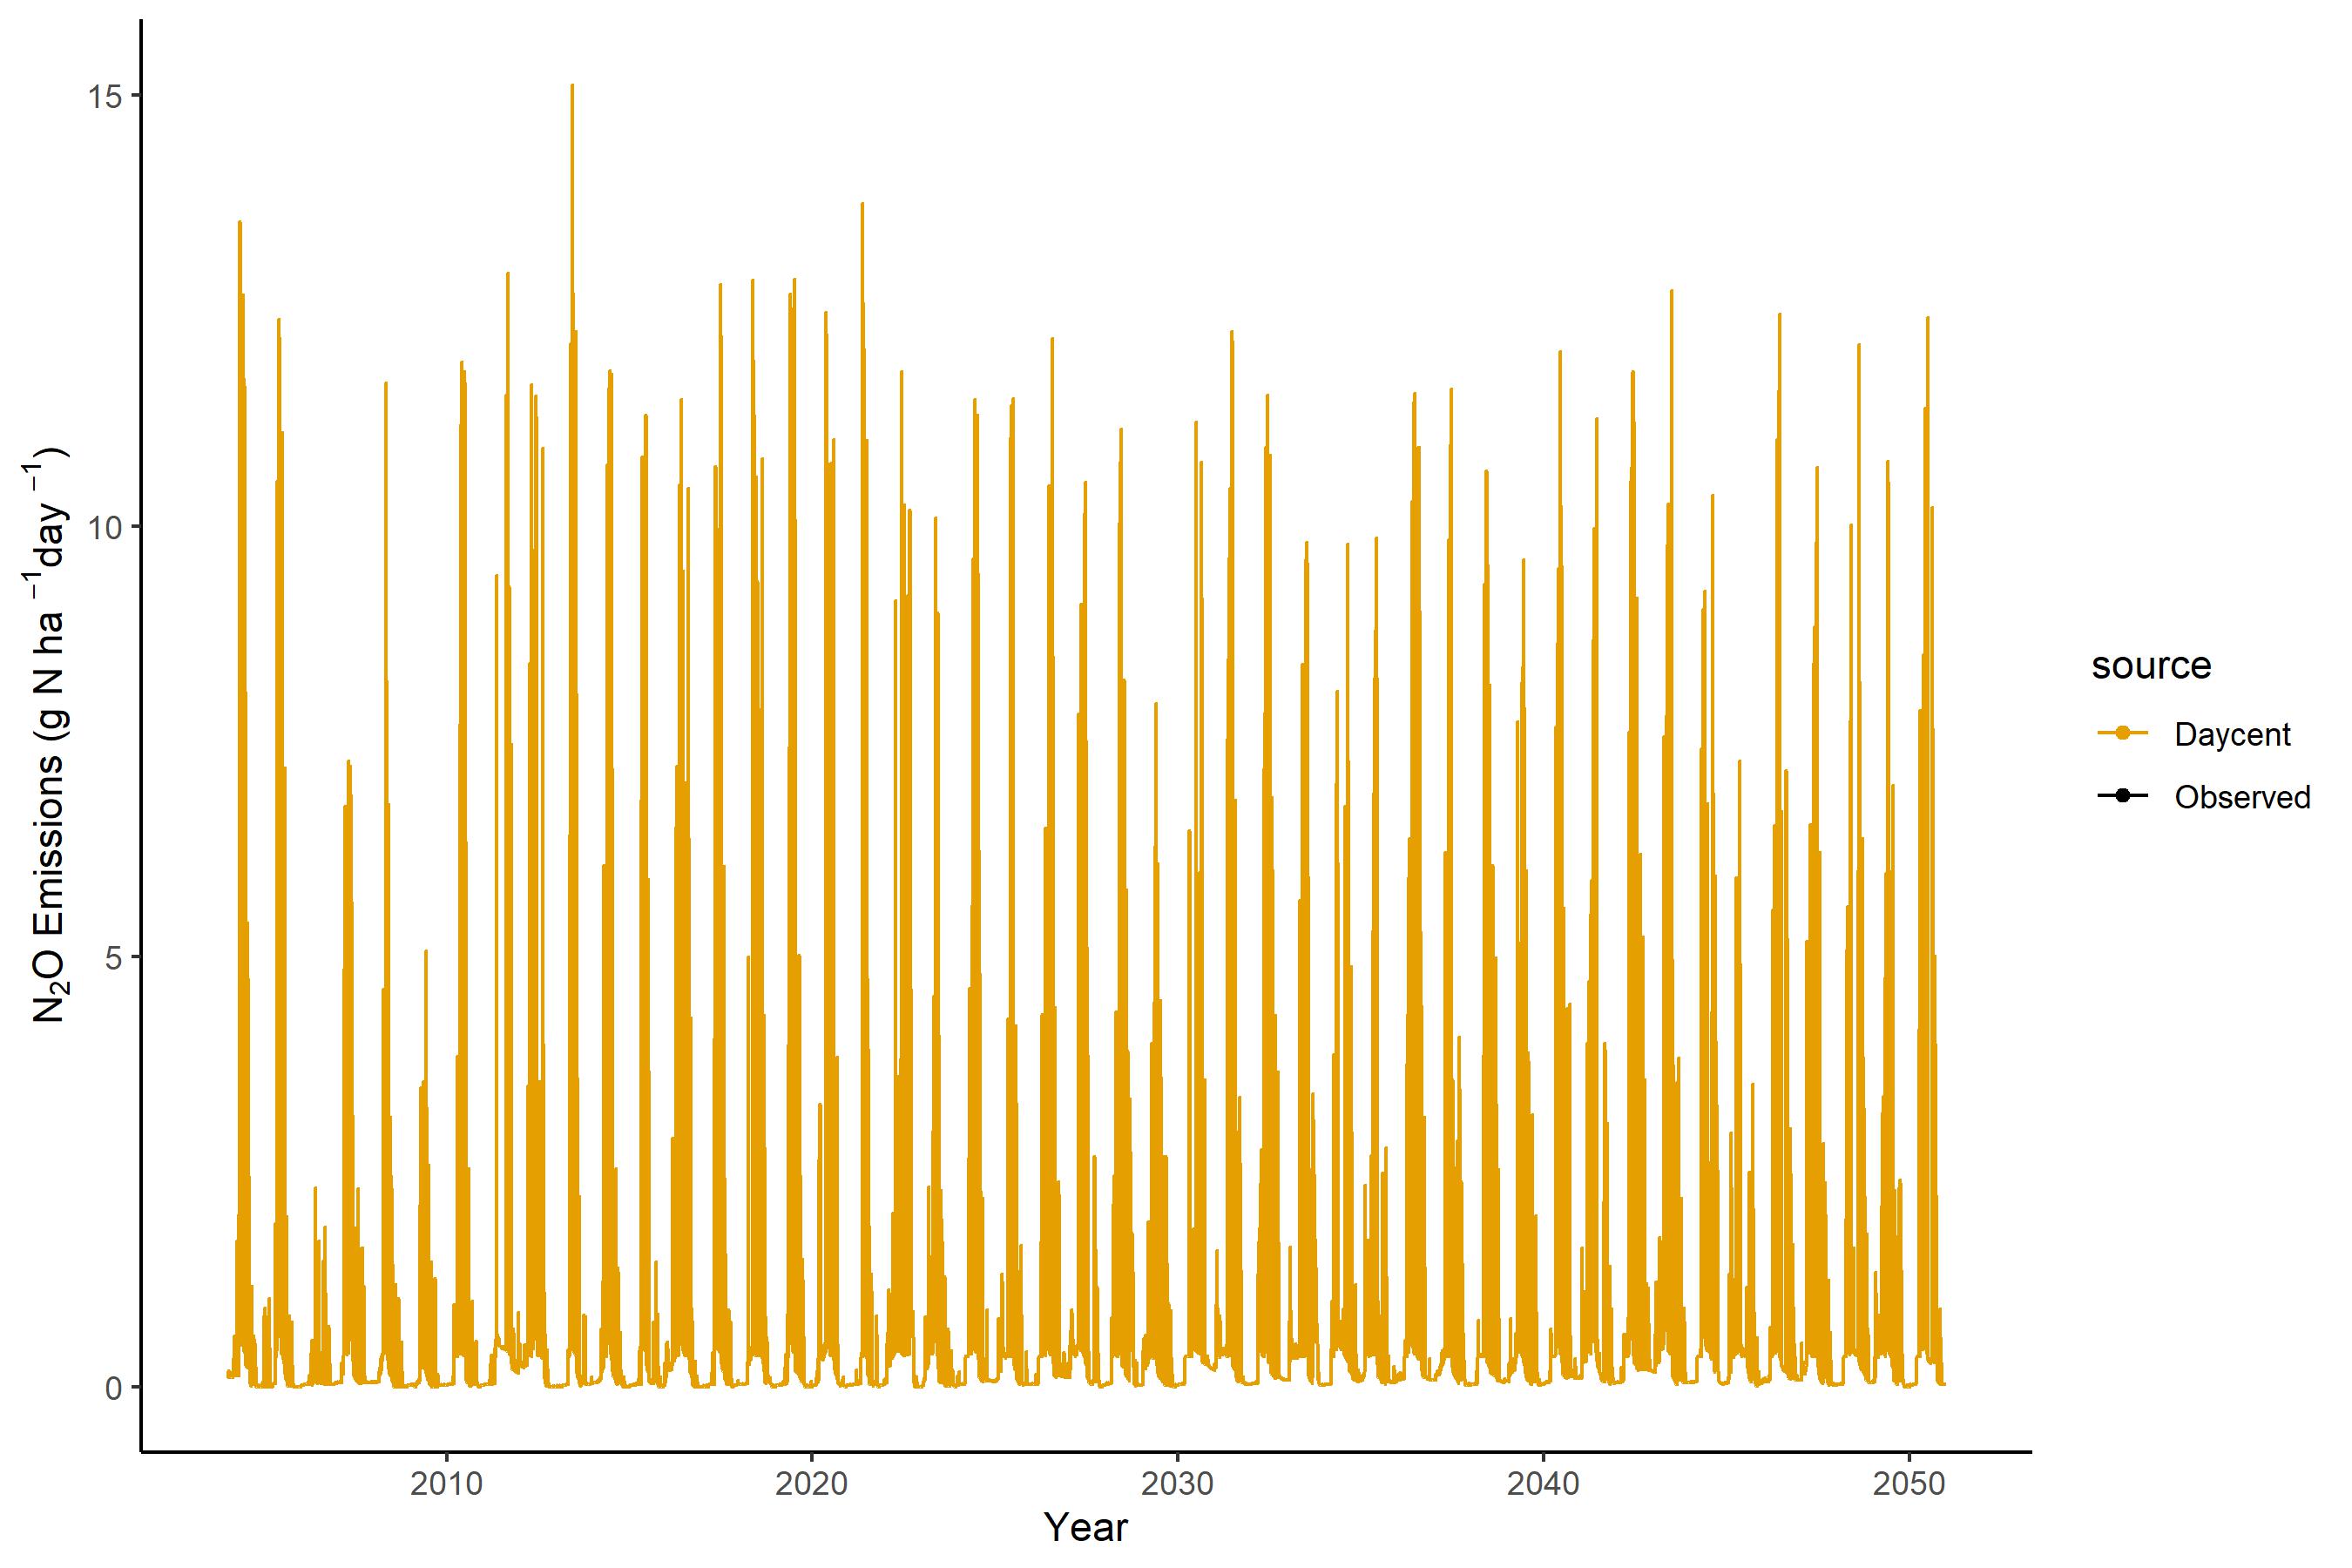 15
10
5
0
N₂O Emissions (g N ha ⁻¹day ⁻¹)
2010 2020 2030 2040 2050
Year
source
Daycent
Observed